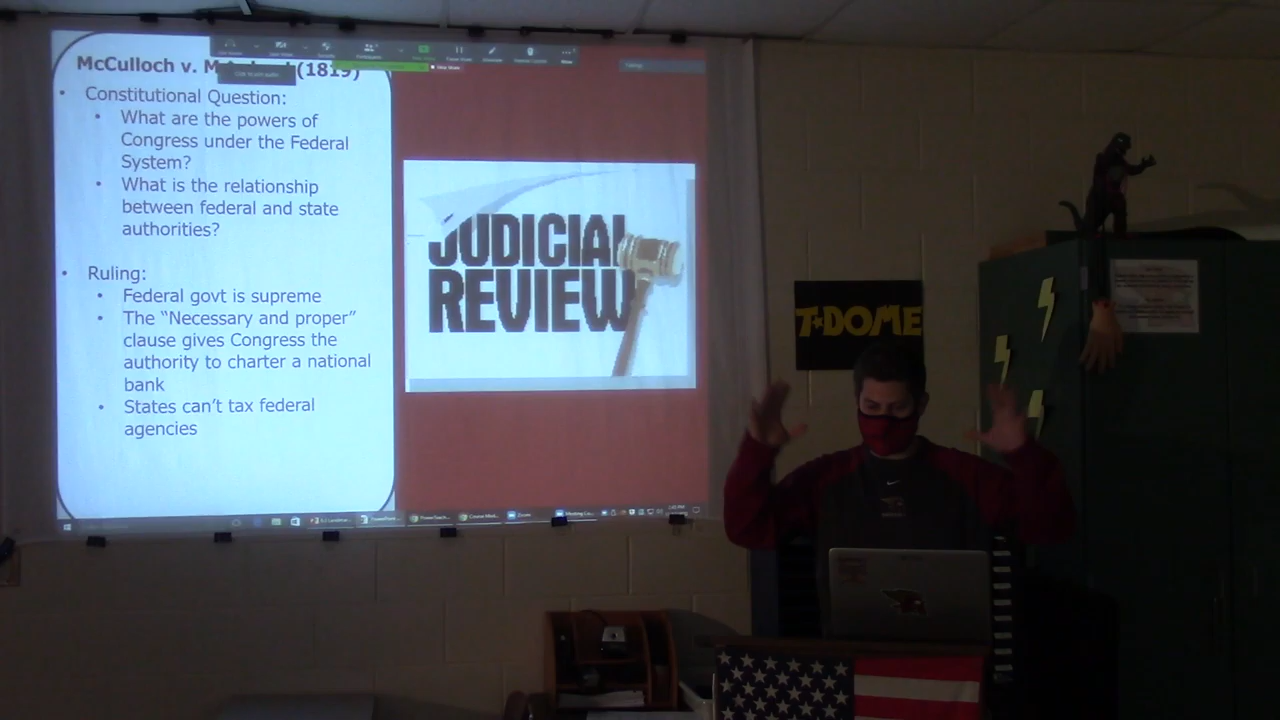 McCulloch v. M (1819)
• Constitutional Question:
• What are the powers of
Congress under the Federal
System?
• What is the relationship
between federal and state
authorities?
• Ruling:
• Federal govt is supreme
• The “Necessary and proper”
clause gives Congress the
authority to charter a national
bank
• States can’t tax federal
agencies
JUDICIAL
REVIEW
T★DOME